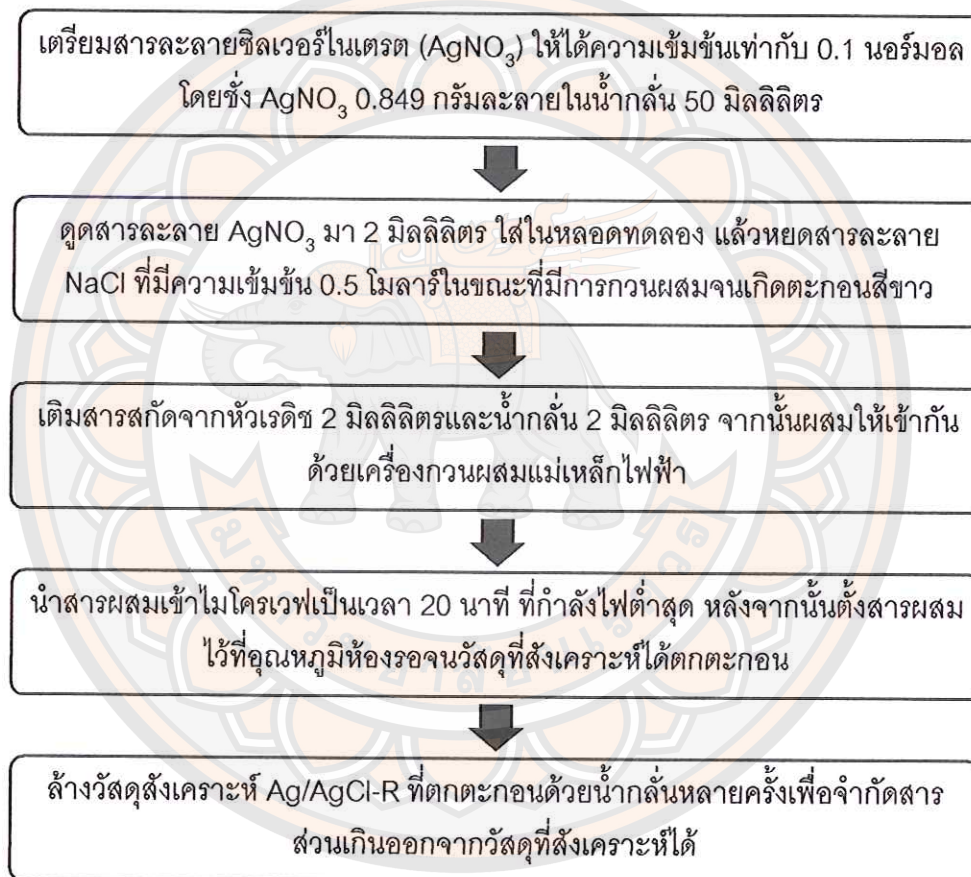 เตรียมสารละลายซิลเวอร์ไนเตรต (AgNO₃) ให้ได้ความเข้มข้นเท่ากับ 0.1 นอร์มอล
โดยชั่ง AgNO₃ 0.849 กรัมละลายในน้ำกลั่น 50 มิลลิลิตร
ดูดสารละลาย AgNO₃ มา 2 มิลลิลิตร ใส่ในหลอดทดลอง แล้วหยดสารละลาย
NaCl ที่มีความเข้มข้น 0.5 โมลาร์ในขณะที่มีการกวนผสมจนเกิดตะกอนสีขาว
เติมสารสกัดจากหัวเรดิช 2 มิลลิลิตรและน้ำกลั่น 2 มิลลิลิตร จากนั้นผสมให้เข้ากัน
ด้วยเครื่องกวนผสมแม่เหล็กไฟฟ้า
นำสารผสมเข้าไมโครเวฟเป็นเวลา 20 นาที ที่กำลังไฟต่ำสุด หลังจากนั้นตั้งสารผสม
ไว้ที่อุณหภูมิห้องรอจนวัสดุที่สังเคราะห์ได้ตกตะกอน
ล้างวัสดุสังเคราะห์ Ag/AgCl-R ที่ตกตะกอนด้วยน้ำกลั่นหลายครั้งเพื่อจำกัดสาร
ส่วนเกินออกจากวัสดุที่สังเคราะห์ได้
มหาวิทยาลัยนเรศวร